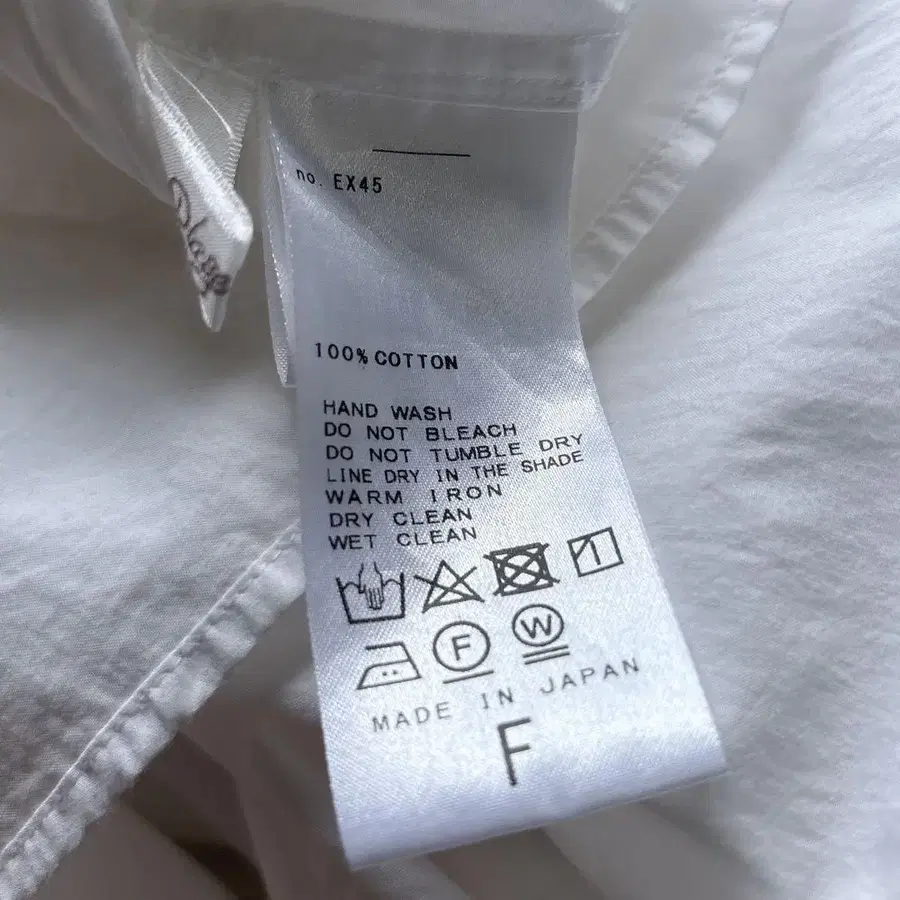 no. EX45
100% COTTON
HAND WASH
DO NOT BLEACH
DO NOT TUMBLE DRY
LINE DRY IN THE SHADE
WARM IRON
DRY CLEAN
WET CLEAN
F W
MADE IN JAPAN
F